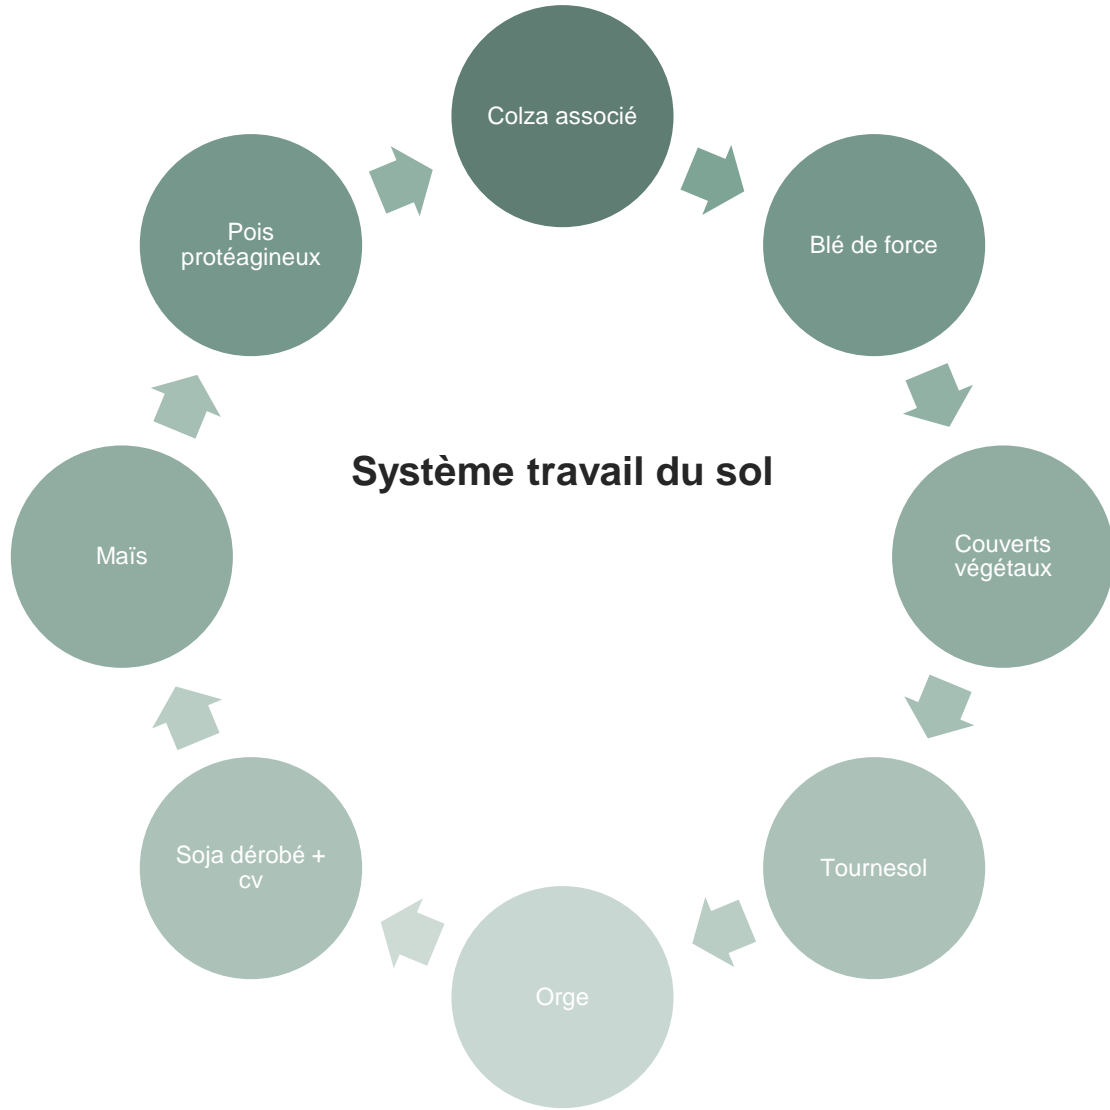 Colza associé
Blé de force
Couverts
végétaux
Tournesol
Orge
Soja dérobé +
cv
Maïs
Pois
protéagineux
Système travail du sol